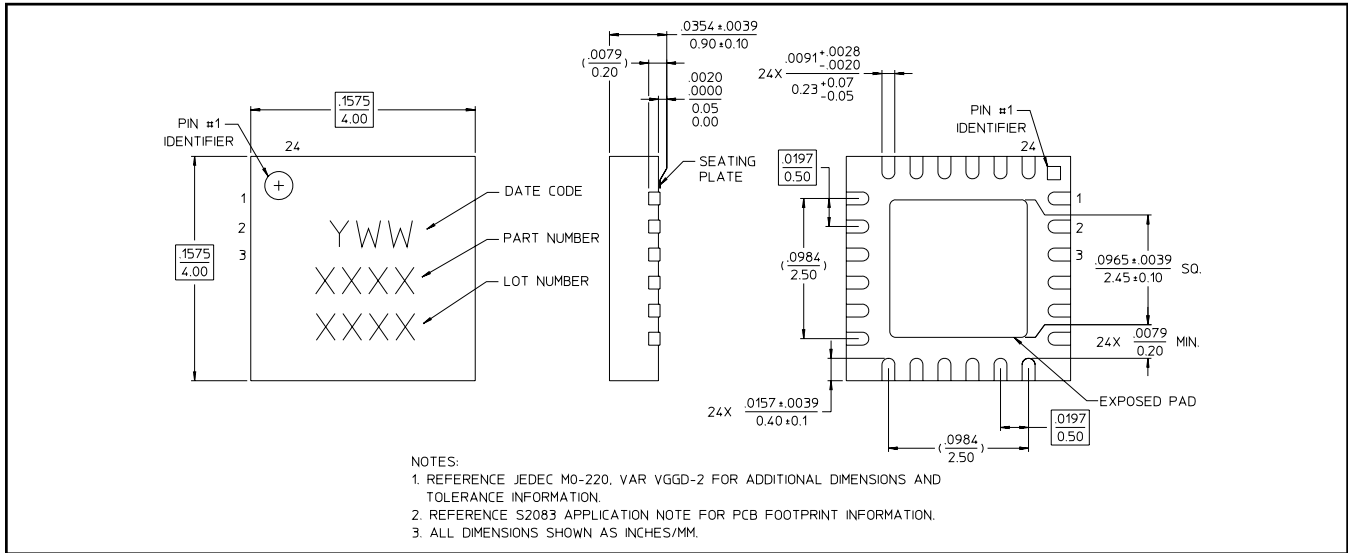 PIN #1
IDENTIFIER
24
.1575
4.00
.1575
4.00
1
2
3
YWW
XXXX
XXXX
DATE CODE
PART NUMBER
LOT NUMBER
.0354±.0039
0.90±0.10
(.0079
0.20)
.0020
.0000
0.05
0.00
SEATING
PLATE
24X .0091+.0028
-.0020
0.23+0.07
-0.05
PIN #1
IDENTIFIER
24
.0197
0.50
(.0984
2.50)
1
2
3
.0965±.0039
2.45±0.10 SQ.
24X .0079
0.20 MIN.
EXPOSED PAD
24X .0157±.0039
0.40±0.1
.0197
0.50
(.0984)
2.50
NOTES:
1. REFERENCE JEDEC MO-220, VAR VGGD-2 FOR ADDITIONAL DIMENSIONS AND
TOLERANCE INFORMATION.
2. REFERENCE S2083 APPLICATION NOTE FOR PCB FOOTPRINT INFORMATION.
3. ALL DIMENSIONS SHOWN AS INCHES/MM.